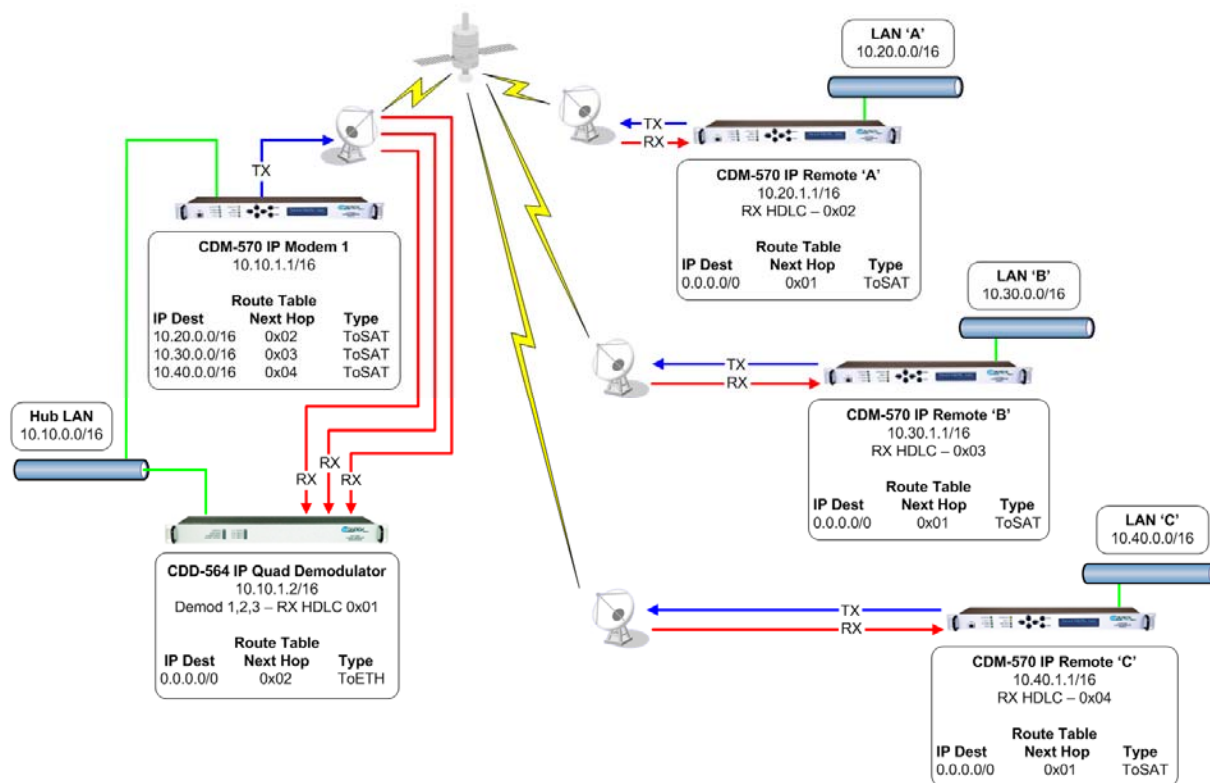 LAN ‘A’
10.20.0.0/16
TX
RX
TX
CDM-570 IP Remote ‘A’
10.20.1.1/16
RX HDLC – 0x02
Route Table
IP Dest Next Hop Type
0.0.0.0/0 0x01 ToSAT
CDM-570 IP Modem 1
10.10.1.1/16
Route Table
IP Dest Next Hop Type
10.20.0.0/16 0x02 ToSAT
10.30.0.0/16 0x03 ToSAT
10.40.0.0/16 0x04 ToSAT
LAN ‘B’
10.30.0.0/16
TX
RX
CDM-570 IP Remote ‘B’
10.30.1.1/16
RX HDLC – 0x03
Route Table
IP Dest Next Hop Type
0.0.0.0/0 0x01 ToSAT
Hub LAN
10.10.0.0/16
RX
RX
RX
CDD-564 IP Quad Demodulator
10.10.1.2/16
Demod 1,2,3 – RX HDLC 0x01
Route Table
IP Dest Next Hop Type
0.0.0.0/0 0x02 ToETH
LAN ‘C’
10.40.0.0/16
TX
RX
CDM-570 IP Remote ‘C’
10.40.1.1/16
RX HDLC – 0x04
Route Table
IP Dest Next Hop Type
0.0.0.0/0 0x01 ToSAT